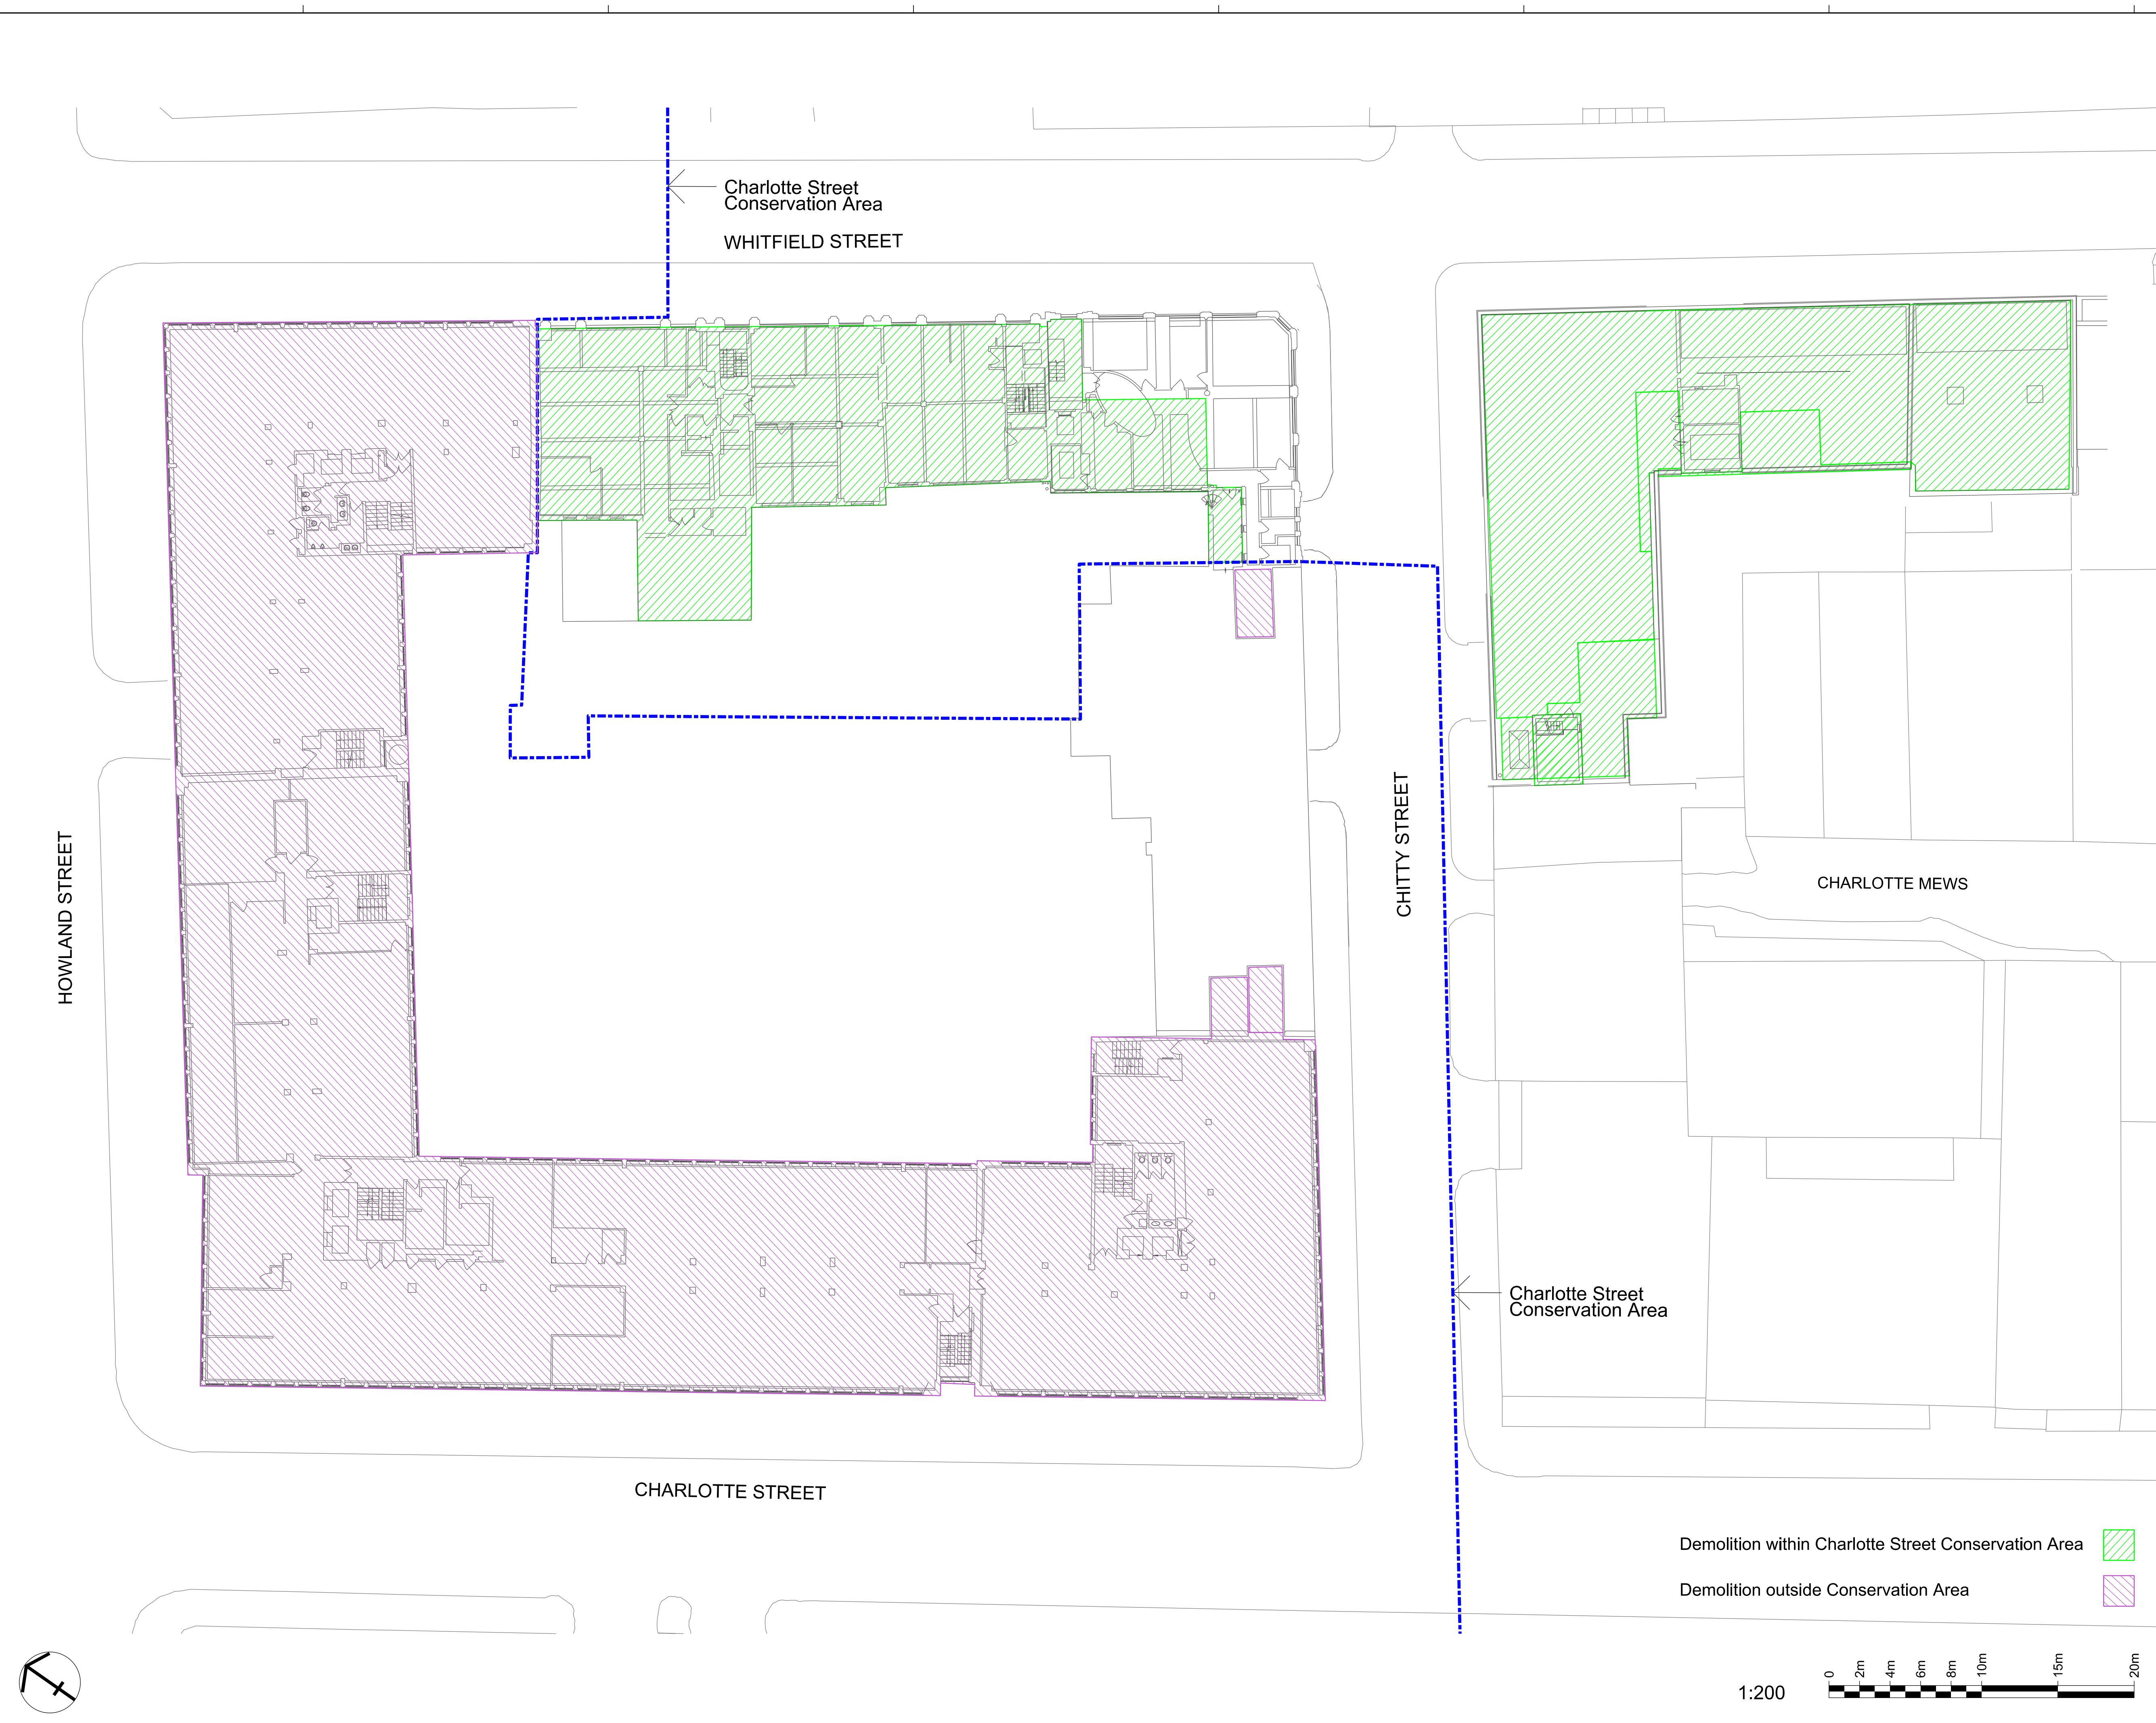 Charlotte Street
Conservation Area
WHITFIELD STREET
HOWLAND STREET
CHITTY STREET
CHARLOTTE MEWS
Charlotte Street
Conservation Area
CHARLOTTE STREET
Demolition within Charlotte Street Conservation Area
Demolition outside Conservation Area
1:200
0 2m 4m 6m 8m 10m 15m 20m